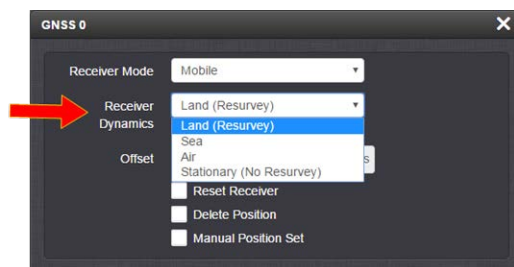 GNSS 0
Receiver Mode Mobile
Receiver Dynamics Land (Resurvey)
Land (Resurvey)
Sea
Air
Offset s
Stationary (No Resurvey)
Reset Receiver
Delete Position
Manual Position Set